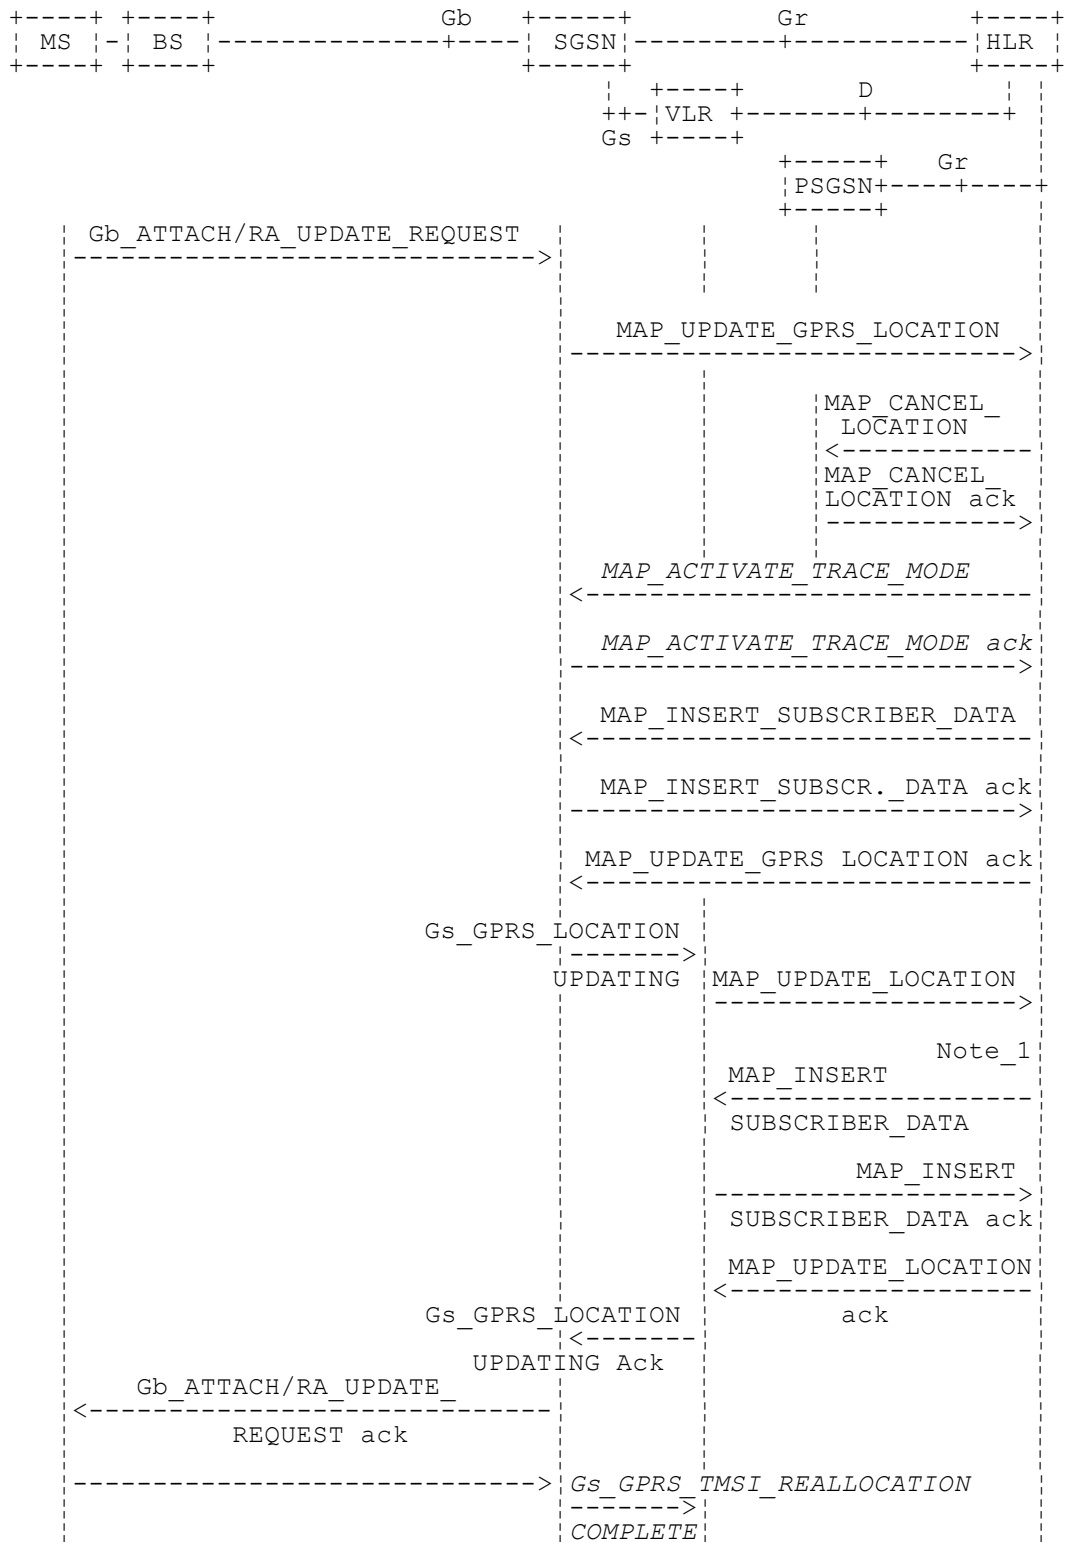 Gb Gr
MS BS SGSN HLR
D
VLR
Gs
Gr
PSGSN
Gb_ATTACH/RA_UPDATE_REQUEST
MAP_UPDATE_GPRS_LOCATION
MAP_CANCEL_
LOCATION
MAP_CANCEL_
LOCATION ack
MAP_ACTIVATE_TRACE_MODE
MAP_ACTIVATE_TRACE_MODE ack
MAP_INSERT_SUBSCRIBER_DATA
MAP_INSERT_SUBSCR._DATA ack
MAP_UPDATE_GPRS LOCATION ack
Gs_GPRS_LOCATION
UPDATING MAP_UPDATE_LOCATION
Note_1
MAP_INSERT
SUBSCRIBER_DATA
MAP_INSERT
SUBSCRIBER_DATA ack
MAP_UPDATE_LOCATION
Gs_GPRS_LOCATION ack
UPDATING Ack
Gb_ATTACH/RA_UPDATE_
REQUEST ack
Gs_GPRS_TMSI_REALLOCATION
COMPLETE